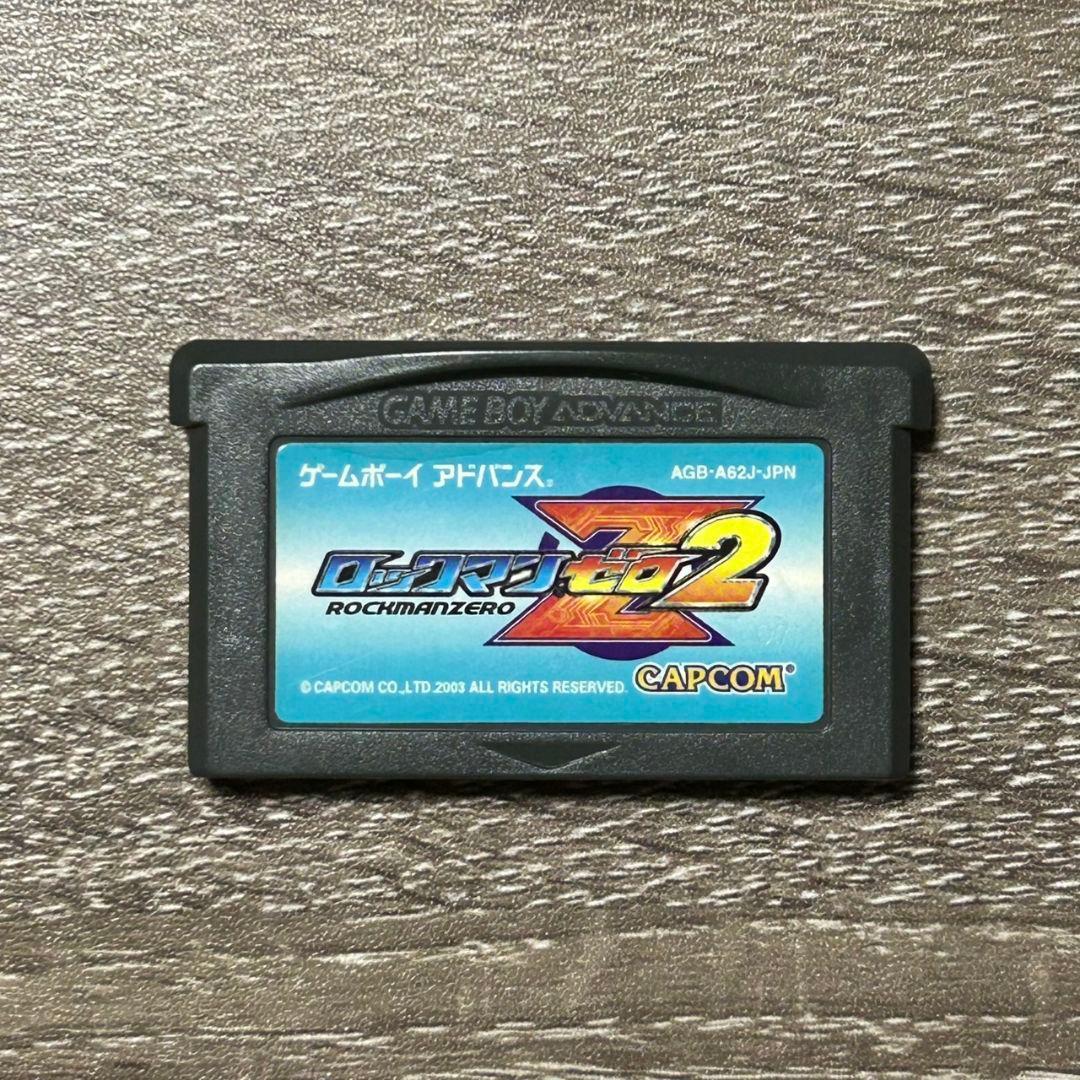 GAME BOY ADVANCE
ゲームボーイ アドバンス®
AGB-A62J-JPN
ロックマン ゼロ2
ROCKMANZERO
© CAPCOM CO.,LTD.2003 ALL RIGHTS RESERVED.
CAPCOM®